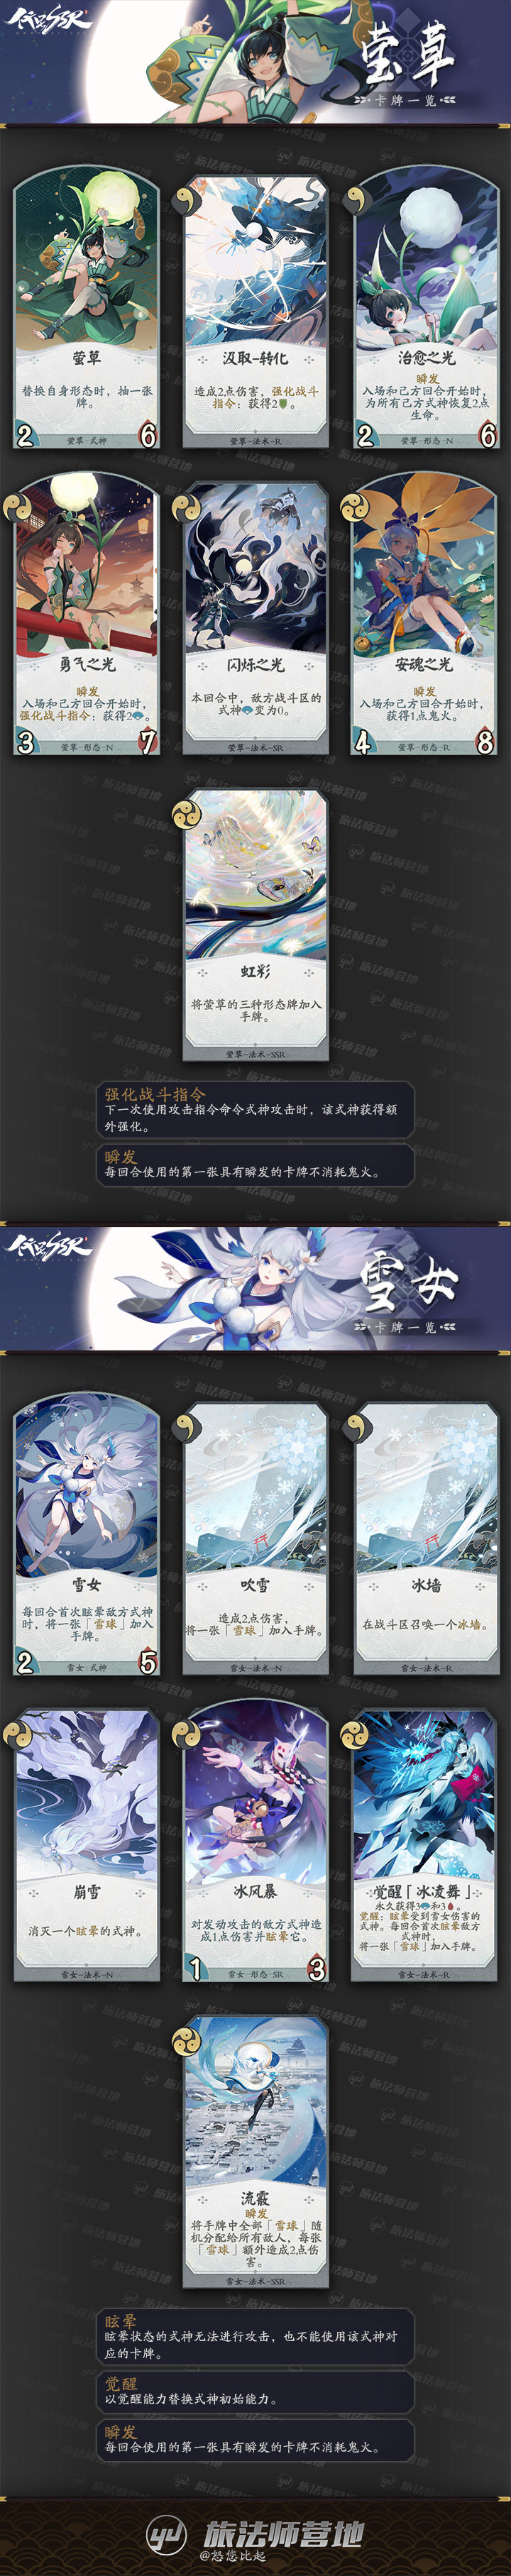 百闻牌
萤草
卡牌一览
萤草
替换自身形态时，抽一张
牌。
2
6
萤草-式神
汲取-转化
造成2点伤害，强化战斗
指令：获得2。
萤草-法术-R
治愈之光
瞬发
入场和己方回合开始时，
为所有己方式神恢复2点
生命。
2
6
萤草-形态-N
勇气之光
瞬发
入场和己方回合开始时，
强化战斗指令：获得2。
3
7
萤草-形态-N
闪烁之光
本回合中，敌方战斗区的
式神变为0。
萤草-法术-SR
安魂之光
瞬发
入场和己方回合开始时，
获得1点鬼火。
4
8
萤草-形态-R
虹彩
将萤草的三种形态牌加入
手牌。
萤草-法术-SSR
强化战斗指令
下一次使用攻击指令命令式神攻击时，该式神获得额
外强化。
瞬发
每回合使用的第一张具有瞬发的卡牌不消耗鬼火。
雪女
卡牌一览
雪女
每回合首次眩晕敌方式神
时，将一张「雪球」加入
手牌。
2
5
雪女-式神
吹雪
造成2点伤害，
将一张「雪球」加入手牌。
雪女-法术-N
冰墙
在战斗区召唤一个冰墙。
雪女-法术-R
崩雪
消灭一个眩晕的式神。
雪女-法术-N
冰风暴
对发动攻击的敌方式神造
成1点伤害并眩晕它。
1
3
雪女-形态-SR
觉醒「冰凌舞」
永久获得3和3。
觉醒：眩晕受到雪女伤害的
式神。每回合首次眩晕敌方
式神时，
将一张「雪球」加入手牌。
雪女-法术-R
流霰
瞬发
将手牌中全部「雪球」随
机分配给所有敌人，每张
「雪球」额外造成2点伤
害。
雪女-法术-SSR
眩晕
眩晕状态的式神无法进行攻击，也不能使用该式神对
应的卡牌。
觉醒
以觉醒能力替换式神初始能力。
瞬发
每回合使用的第一张具有瞬发的卡牌不消耗鬼火。
旅法师营地
@怒您比起